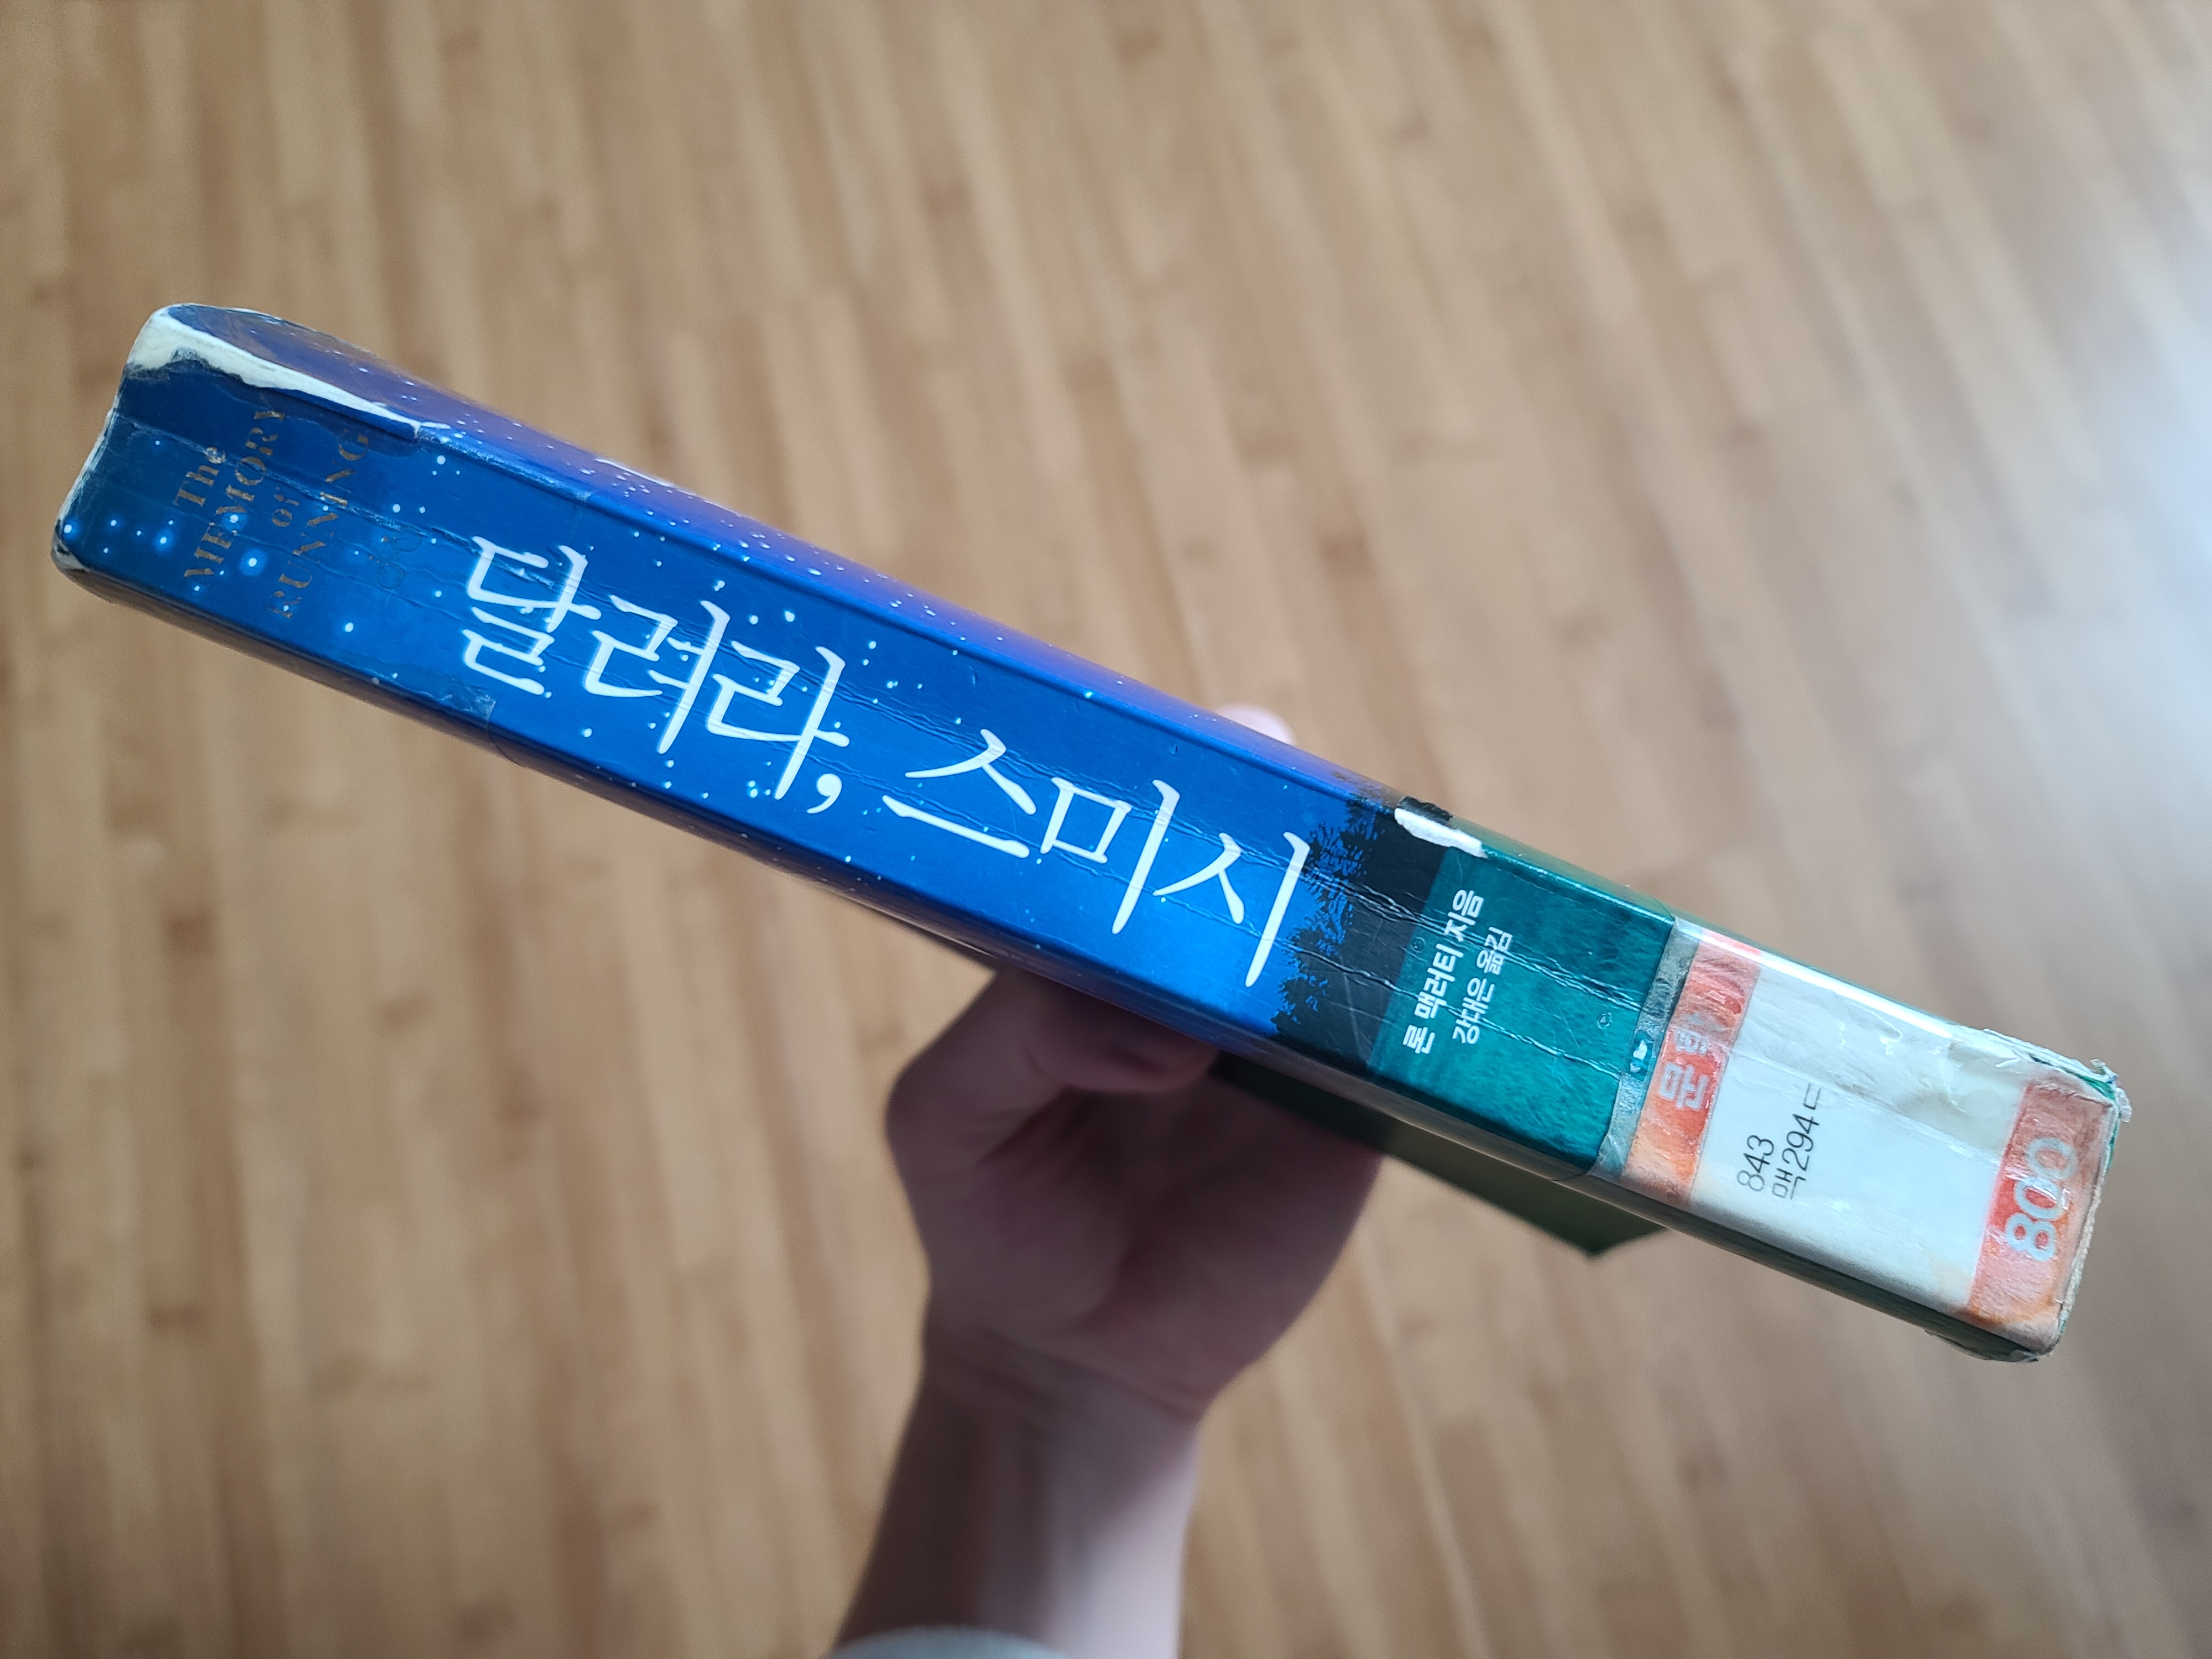 The
MEMORY
of
RUNNING
달려라, 스미시
론 맥러티 지음
강대은 옮김
문학
843
맥294ㄷ
800